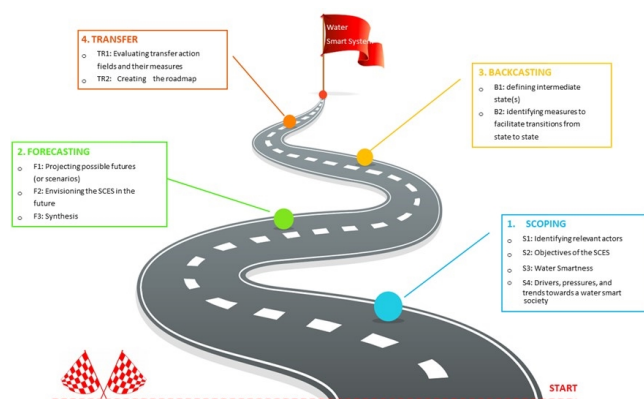 Water
Smart System
4. TRANSFER
o TR1: Evaluating transfer action
fields and their measures
o TR2: Creating the roadmap
3. BACKCASTING
o B1: defining intermediate
state(s)
o B2: identifying measures to
facilitate transitions from
state to state
2. FORECASTING
o F1: Projecting possible futures
(or scenarios)
o F2: Envisioning the SCES in the
future
o F3: Synthesis
1. SCOPING
o S1: Identifying relevant actors
o S2: Objectives of the SCES
o S3: Water Smartness
o S4: Drivers, pressures, and
trends towards a water smart
society
START